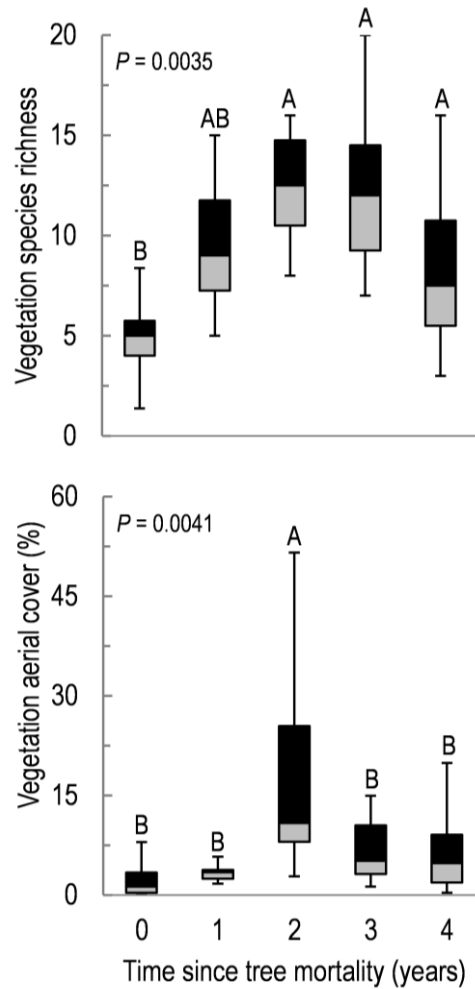 20
15
10
5
0
Vegetation species richness
P = 0.0035
B
AB
A
A
A
60
45
30
15
0
Vegetation aerial cover (%)
P = 0.0041
B
B
A
B
B
0 1 2 3 4
Time since tree mortality (years)